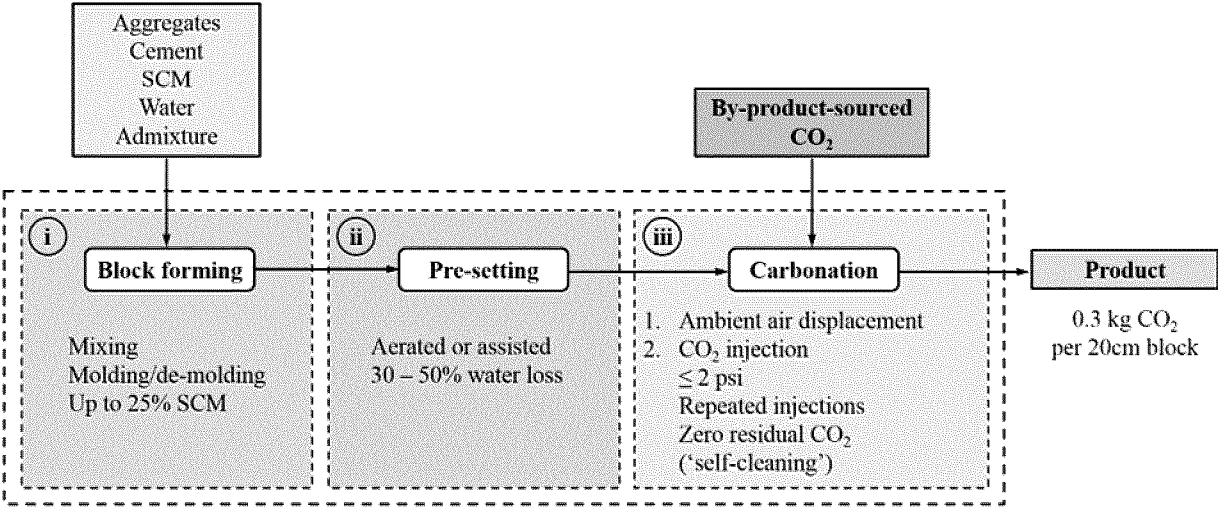 Aggregates
Cement
SCM
Water
Admixture
By-product-sourced
CO₂
i
Block forming
Mixing
Molding/de-molding
Up to 25% SCM
ii
Pre-setting
Aerated or assisted
30 – 50% water loss
iii
Carbonation
1. Ambient air displacement
2. CO₂ injection
≤ 2 psi
Repeated injections
Zero residual CO₂
(‘self-cleaning’)
Product
0.3 kg CO₂
per 20cm block